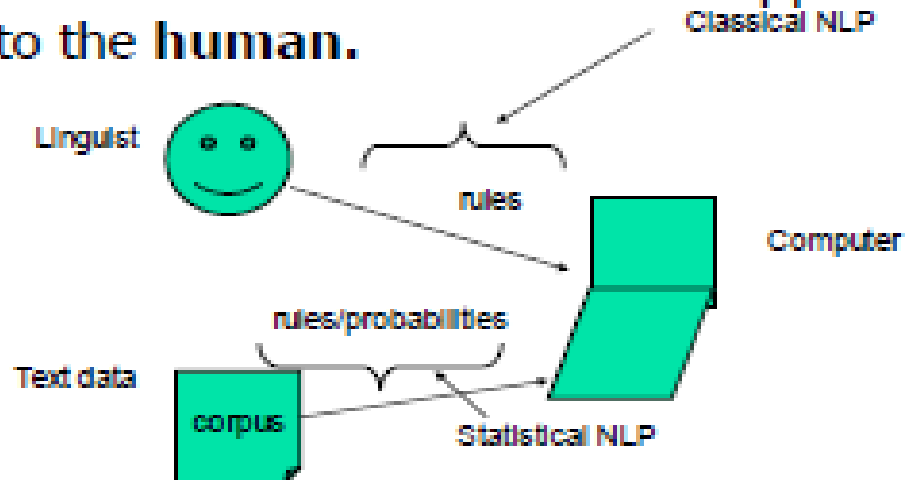 Classical NLP
to the human.
Linguist
rules
Computer
rules/probabilities
Text data
corpus
Statistical NLP